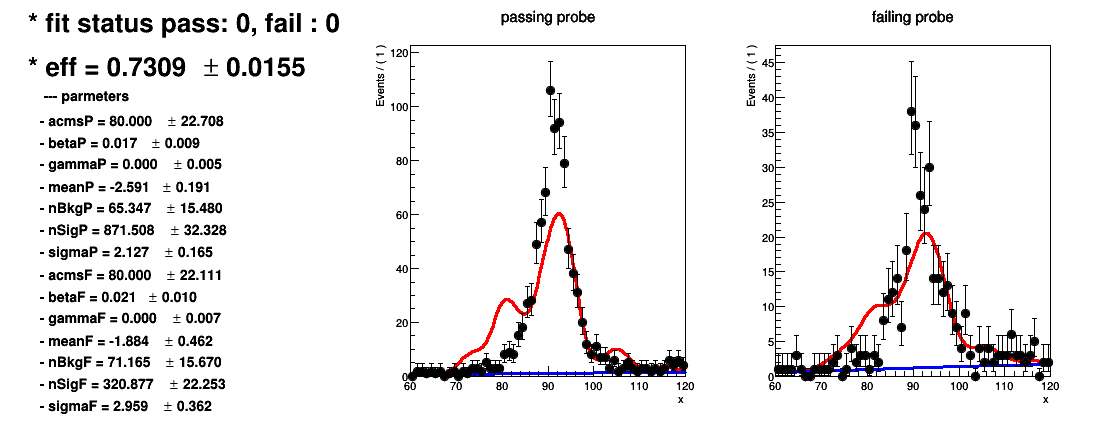 * fit status pass: 0, fail : 0
* eff = 0.7309 ± 0.0155
--- parmeters
- acmsP = 80.000 ± 22.708
- betaP = 0.017 ± 0.009
- gammaP = 0.000 ± 0.005
- meanP = -2.591 ± 0.191
- nBkgP = 65.347 ± 15.480
- nSigP = 871.508 ± 32.328
- sigmaP = 2.127 ± 0.165
- acmsF = 80.000 ± 22.111
- betaF = 0.021 ± 0.010
- gammaF = 0.000 ± 0.007
- meanF = -1.884 ± 0.462
- nBkgF = 71.165 ± 15.670
- nSigF = 320.877 ± 22.253
- sigmaF = 2.959 ± 0.362
passing probe
Events / ( 1 )
120
100
80
60
40
20
0
60 70 80 90 100 110 120
x
failing probe
Events / ( 1 )
45
40
35
30
25
20
15
10
5
0
60 70 80 90 100 110 120
x